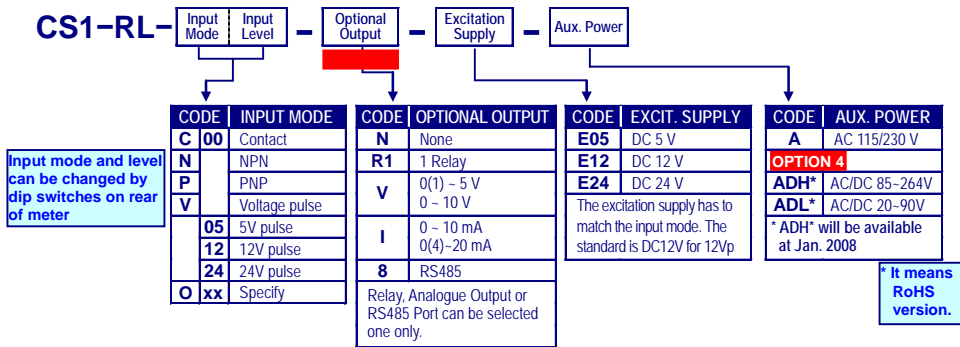 CS1-RL- Input Mode Input Level - Optional Output - Excitation Supply - Aux. Power
Input mode and level
can be changed by
dip switches on rear
of meter
CODE INPUT MODE
C 00 Contact
N NPN
P PNP
V Voltage pulse
05 5V pulse
12 12V pulse
24 24V pulse
O xx Specify
CODE OPTIONAL OUTPUT
N None
R1 1 Relay
V 0(1) ~ 5 V
0 ~ 10 V
I 0 ~ 10 mA
0(4)~20 mA
8 RS485
Relay, Analogue Output or
RS485 Port can be selected
one only.
CODE EXCIT. SUPPLY
E05 DC 5 V
E12 DC 12 V
E24 DC 24 V
The excitation supply has to
match the input mode. The
standard is DC12V for 12Vp
CODE AUX. POWER
A AC 115/230 V
OPTION 4
ADH* AC/DC 85~264V
ADL* AC/DC 20~90V
* ADH* will be available
at Jan. 2008
* It means
RoHS
version.